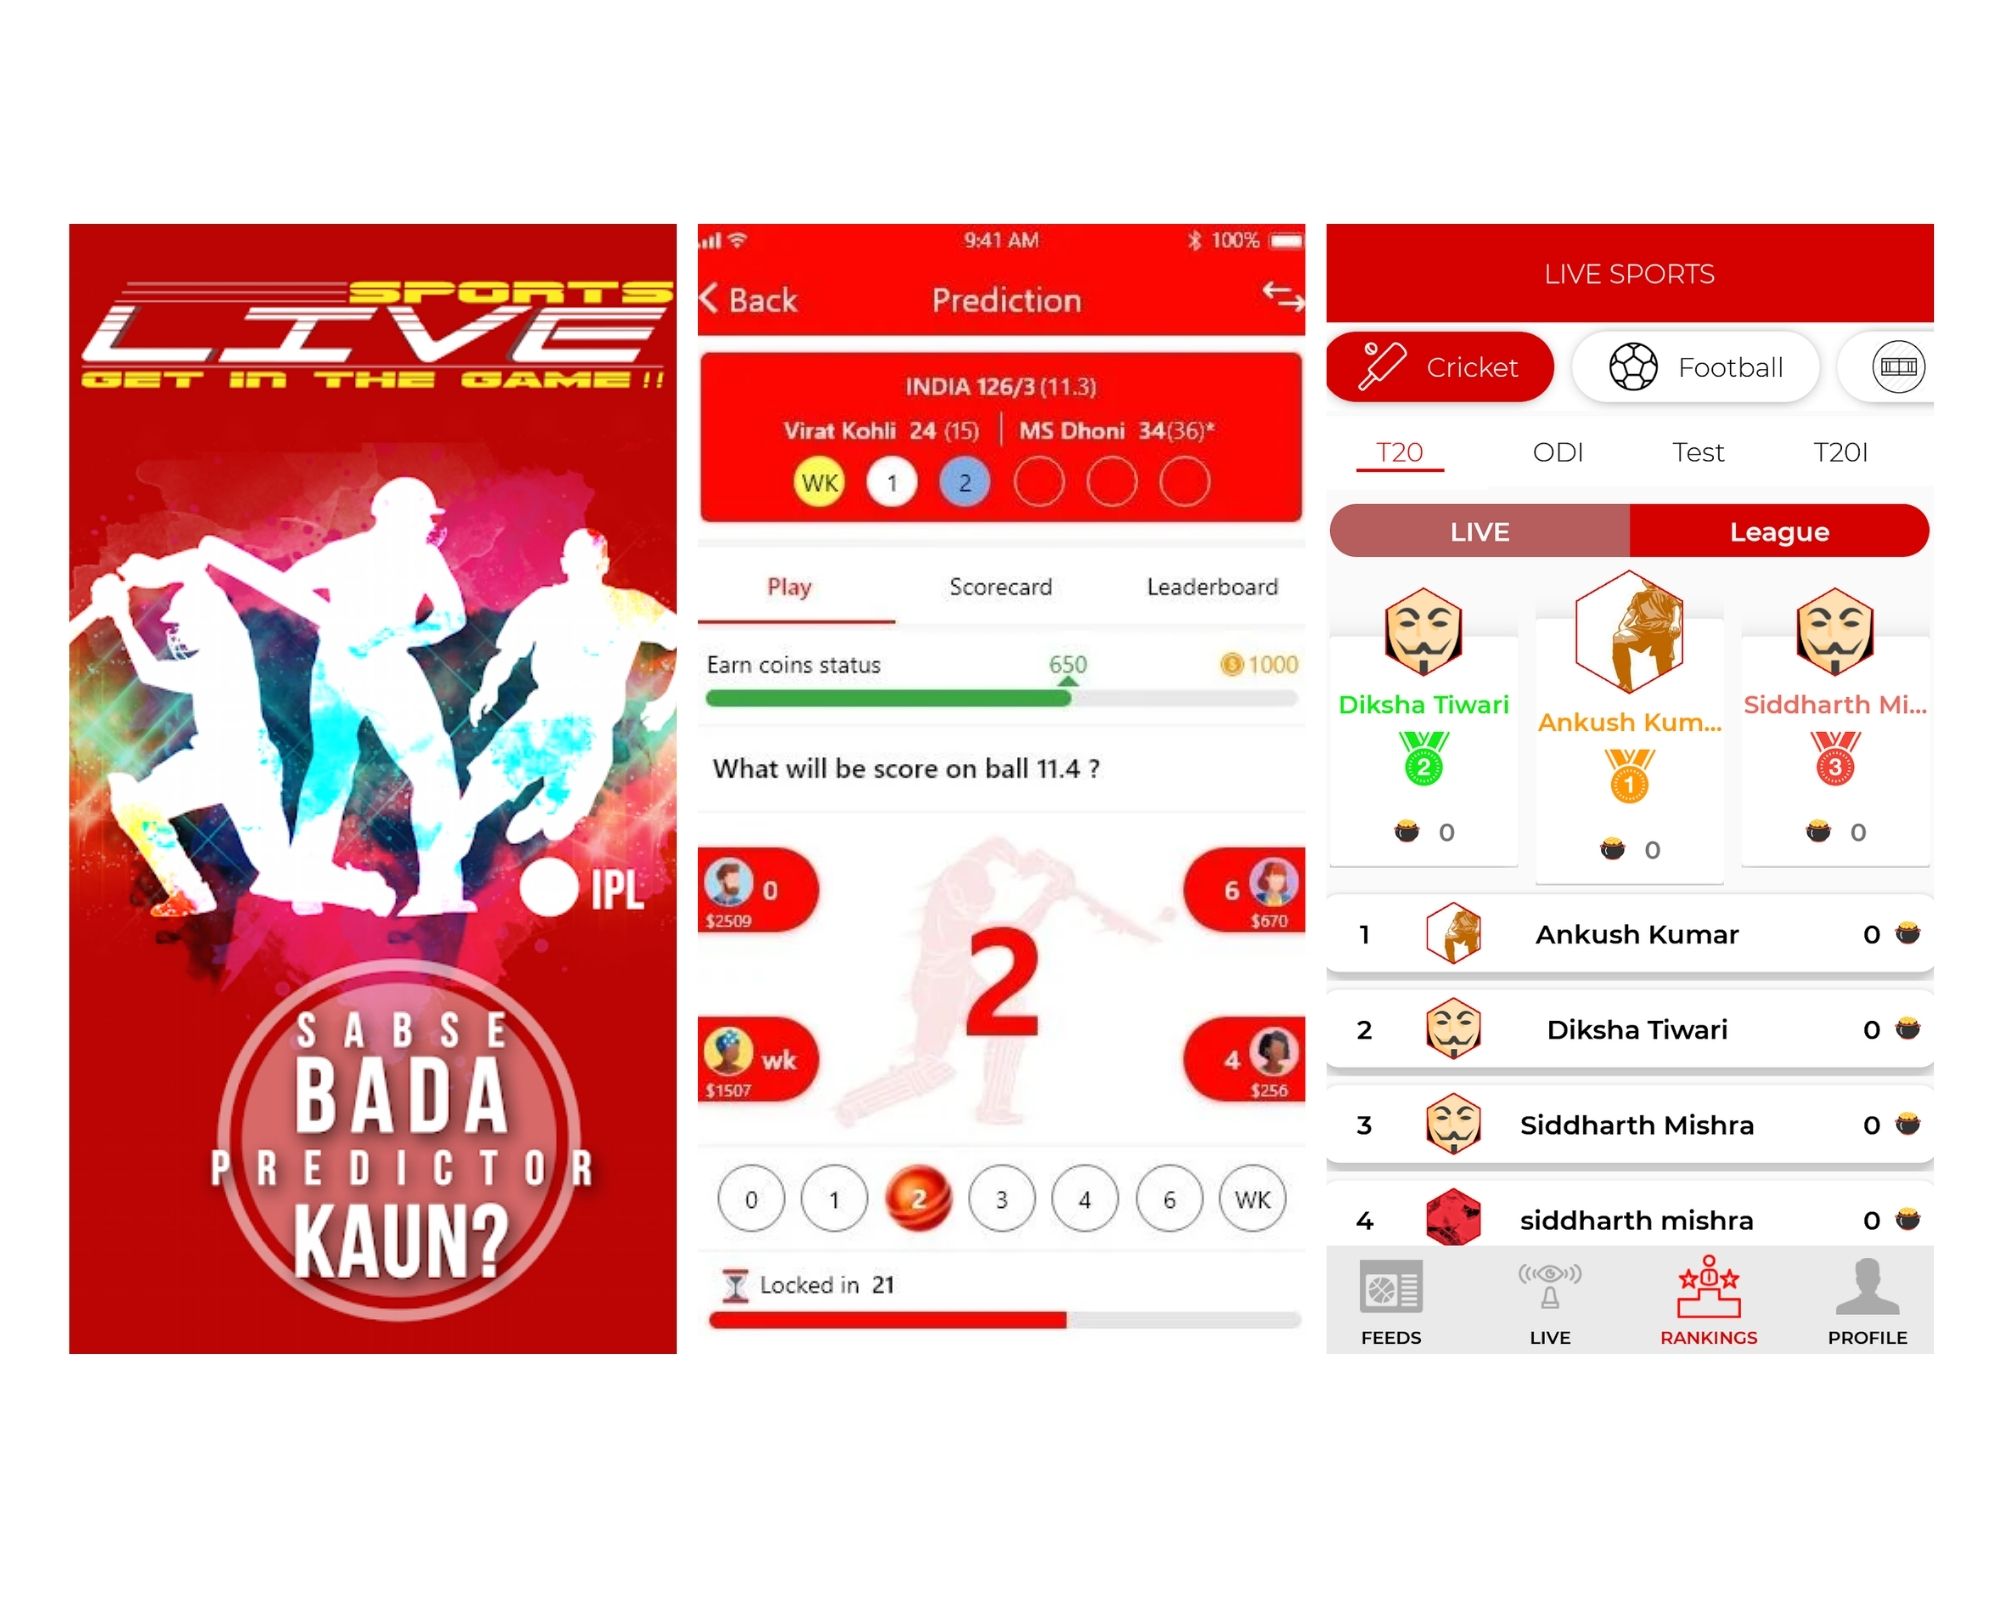 SPORTS
LIVE
GET IN THE GAME!!
IPL
SABSE
BADA
PREDICTOR
KAUN?
9:41 AM
100%
Back
Prediction
INDIA 126/3 (11.3)
Virat Kohli 24 (15) MS Dhoni 34(36)*
WK 1 2
Play Scorecard Leaderboard
Earn coins status 650 1000
What will be score on ball 11.4 ?
0
$2509
6
$670
2
wk
$1507
4
$256
0 1 2 3 4 6 WK
Locked in 21
LIVE SPORTS
Cricket Football
T20 ODI Test T20I
LIVE League
Diksha Tiwari
2
0
Ankush Kum...
1
0
Siddharth Mi...
3
0
1 Ankush Kumar 0
2 Diksha Tiwari 0
3 Siddharth Mishra 0
4 siddharth mishra 0
FEEDS LIVE RANKINGS PROFILE